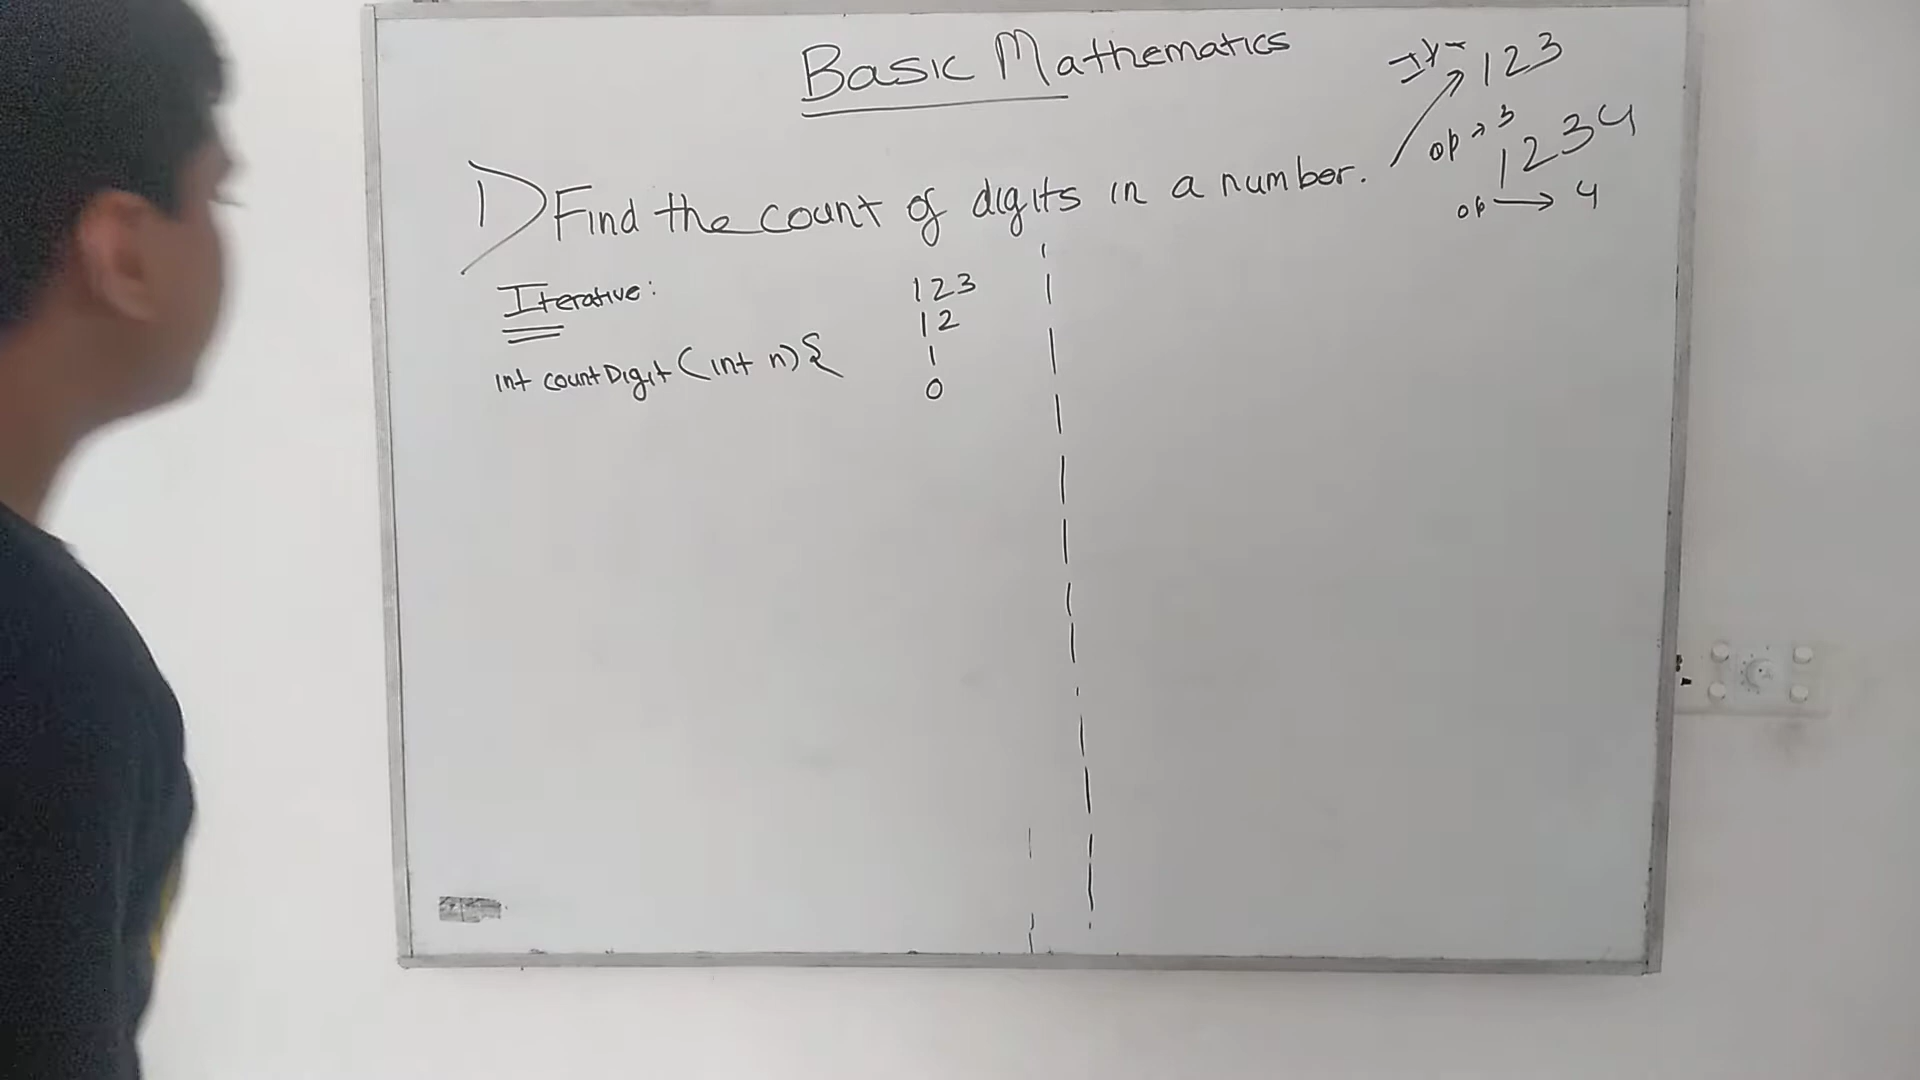 Basic Mathematics
123
op → 3
1234
op → 4
1) Find the count of digits in a number.
Iterative:
int countDigit(int n){
123
12
1
0